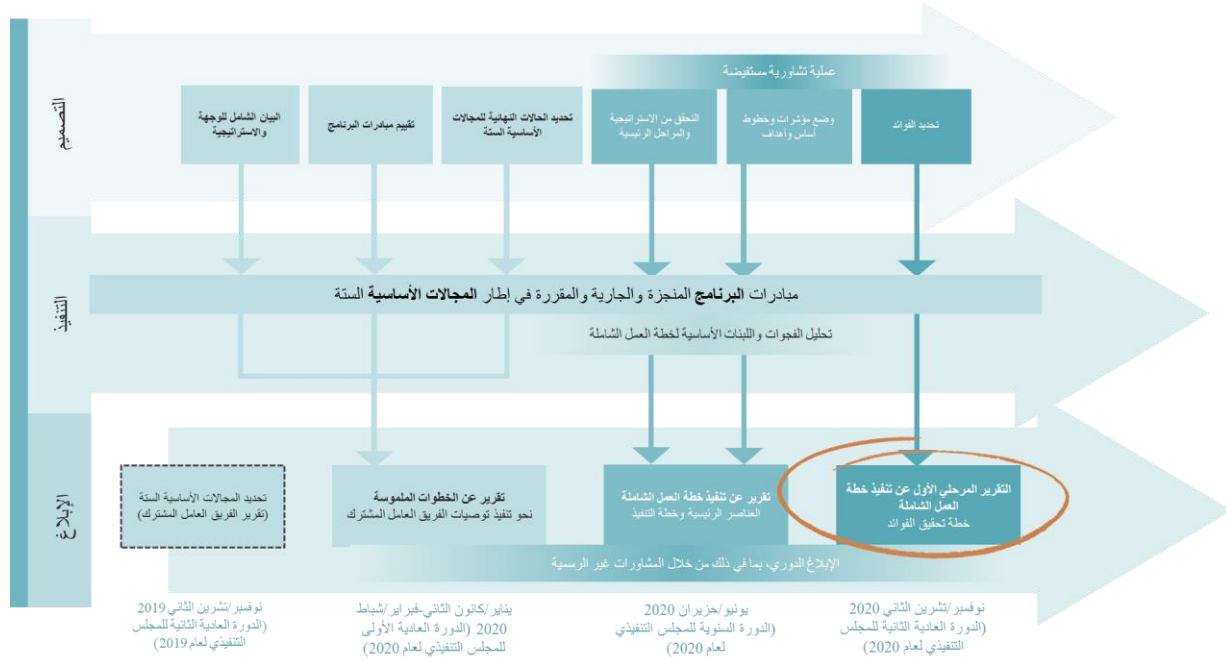 التصميم
عملية تشاورية مستفيضة
البيان الشامل للوجهة
والاستراتيجية
تقييم مبادرات البرنامج
تحديد الحالات النهائية للمجالات
الأساسية الستة
التحقق من الاستراتيجية
والمراحل الرئيسية
وضع مؤشرات وخطوط
أساس وأهداف
تحديد الفوائد
التنفيذ
مبادرات البرنامج المنجزة والجارية والمقررة في إطار المجالات الأساسية الستة
تحليل الفجوات واللبنات الأساسية لخطة العمل الشاملة
الإبلاغ
تحديد المجالات الأساسية الستة
(تقرير الفريق العامل المشترك)
تقرير عن الخطوات الملموسة
نحو تنفيذ توصيات الفريق العامل المشترك
تقرير عن تنفيذ خطة العمل الشاملة
العناصر الرئيسية وخطة التنفيذ
التقرير المرحلي الأول عن تنفيذ خطة
العمل الشاملة
خطة تحقيق الفوائد
الإبلاغ الدوري، بما في ذلك من خلال المشاورات غير الرسمية
نوفمبر/تشرين الثاني 2019
(الدورة العادية الثانية للمجلس
التنفيذي لعام 2019)
يناير/كانون الثاني-فبراير/شباط
2020 (الدورة العادية الأولى
للمجلس التنفيذي لعام 2020)
يونيو/حزيران 2020
(الدورة السنوية للمجلس التنفيذي
لعام 2020)
نوفمبر/تشرين الثاني 2020
(الدورة العادية الثانية للمجلس
التنفيذي لعام 2020)